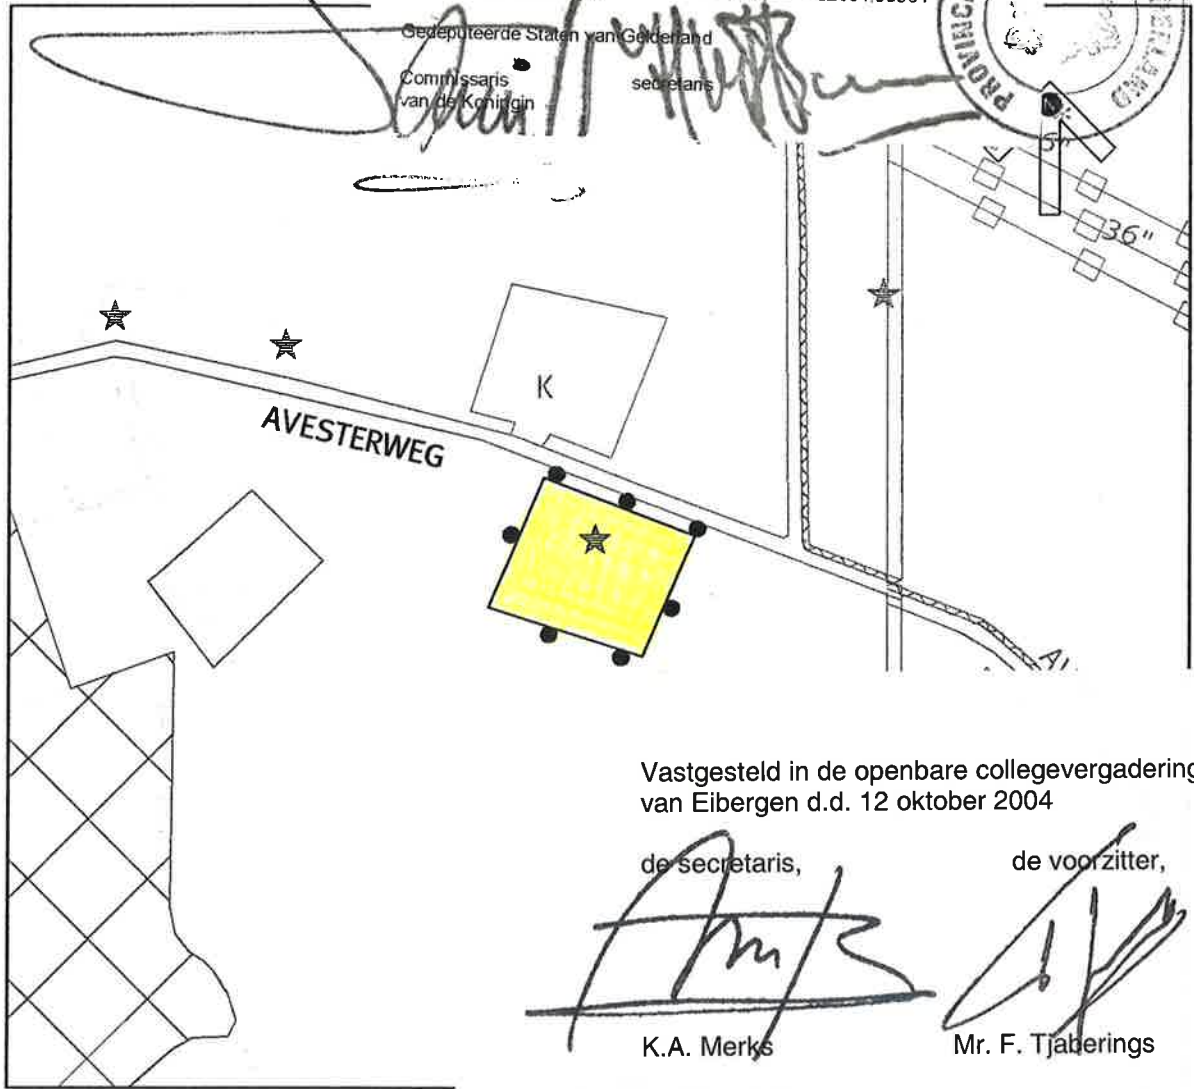 Gedeputeerde Staten van Gelderland
Commissaris secretaris
van de Koningin
36"
K
AVESTERWEG
Vastgesteld in de openbare collegevergadering
van Eibergen d.d. 12 oktober 2004
de secretaris, de voorzitter,
K.A. Merks Mr. F. Tjaberings